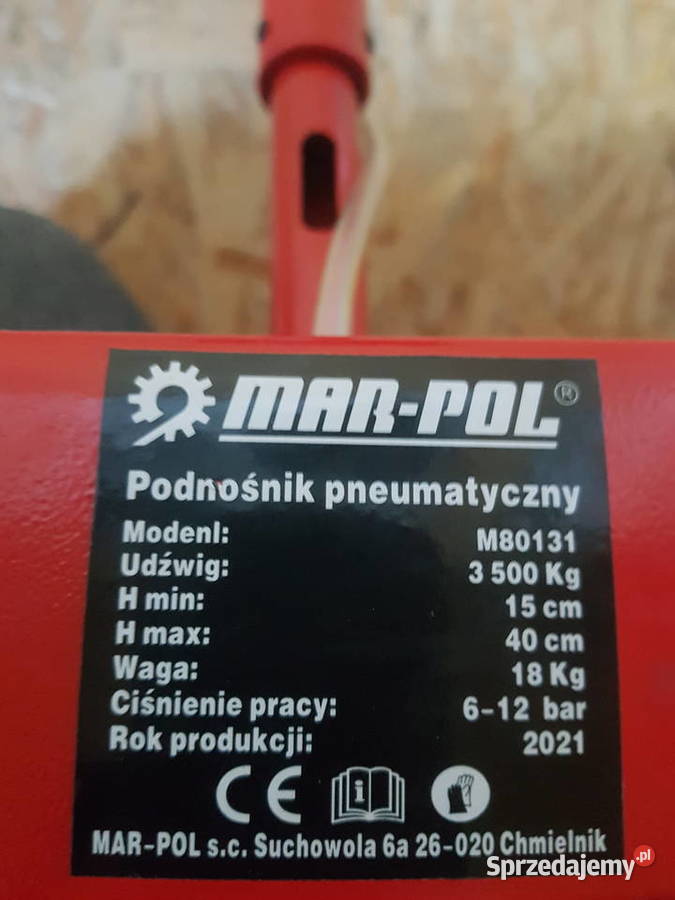 MAR-POL®
Podnośnik pneumatyczny
Modenl: M80131
Udźwig: 3 500 Kg
H min: 15 cm
H max: 40 cm
Waga: 18 Kg
Ciśnienie pracy: 6-12 bar
Rok produkcji: 2021
CE i
MAR-POL s.c. Suchowola 6a 26-020 Chmielnik
Sprzedajemy.pl